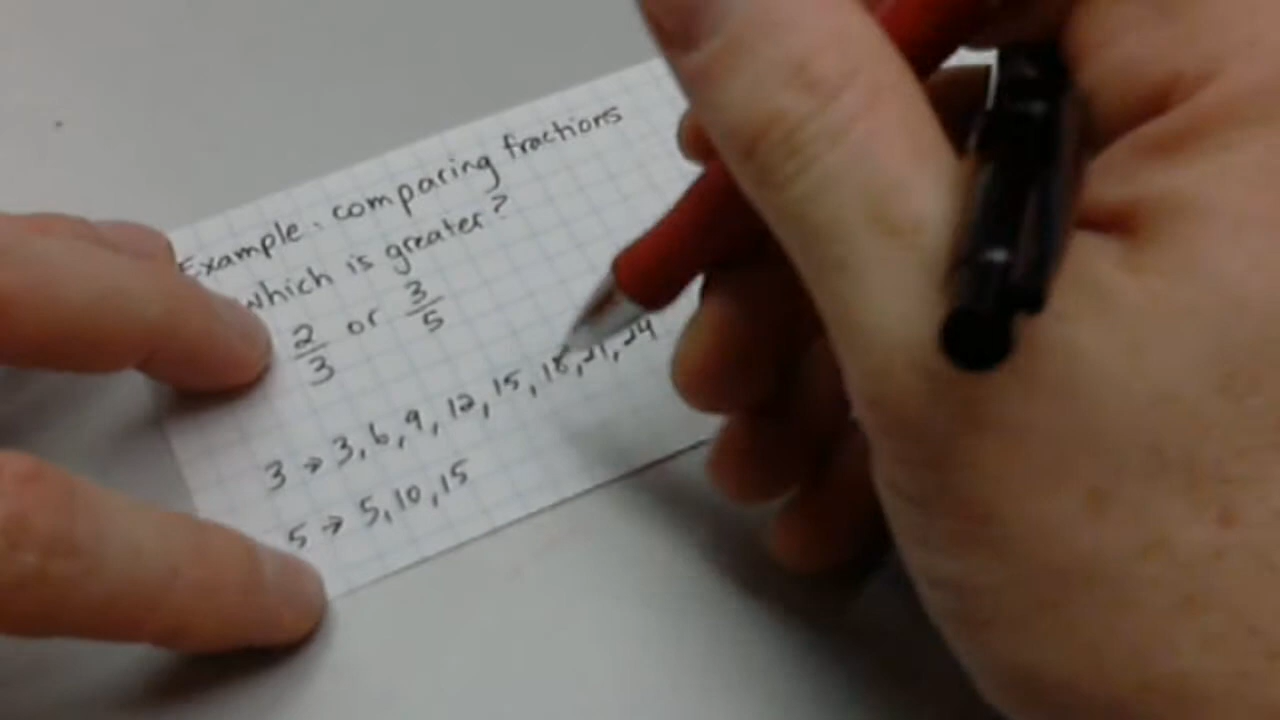 Example: comparing fractions
which is greater?
2/3 or 3/5
3 → 3, 6, 9, 12, 15, 18, 21, 24
5 → 5, 10, 15